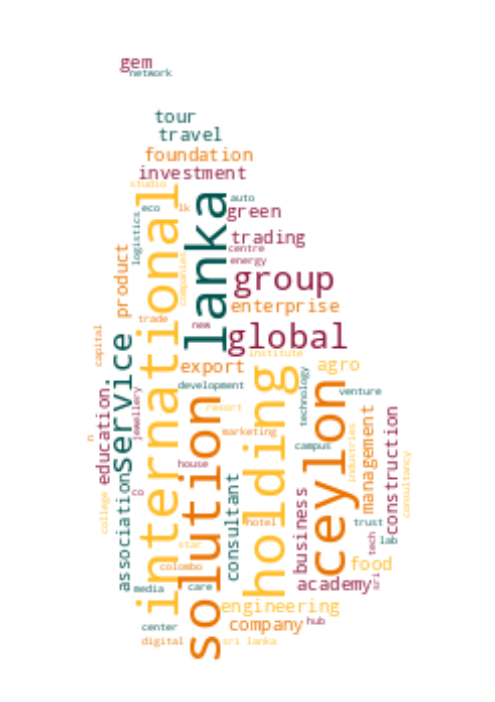 gem
network
tour
travel
foundation
investment
studio
eco
lk
auto
green
logistics
international
lanka
trading
centre
energy
companies
product
group
enterprise
trade
new
global
capital
service
institute
export
agro
development
holding
technology
ceylon
venture
education
jewellery
solution
resort
marketing
management
construction
n
house
campus
industries
consultancy
association
consultant
business
college
co
hotel
trust
tech
lab
star
colombo
food
media
care
academy
sri
engineering
center
company
hub
digital
sri lanka